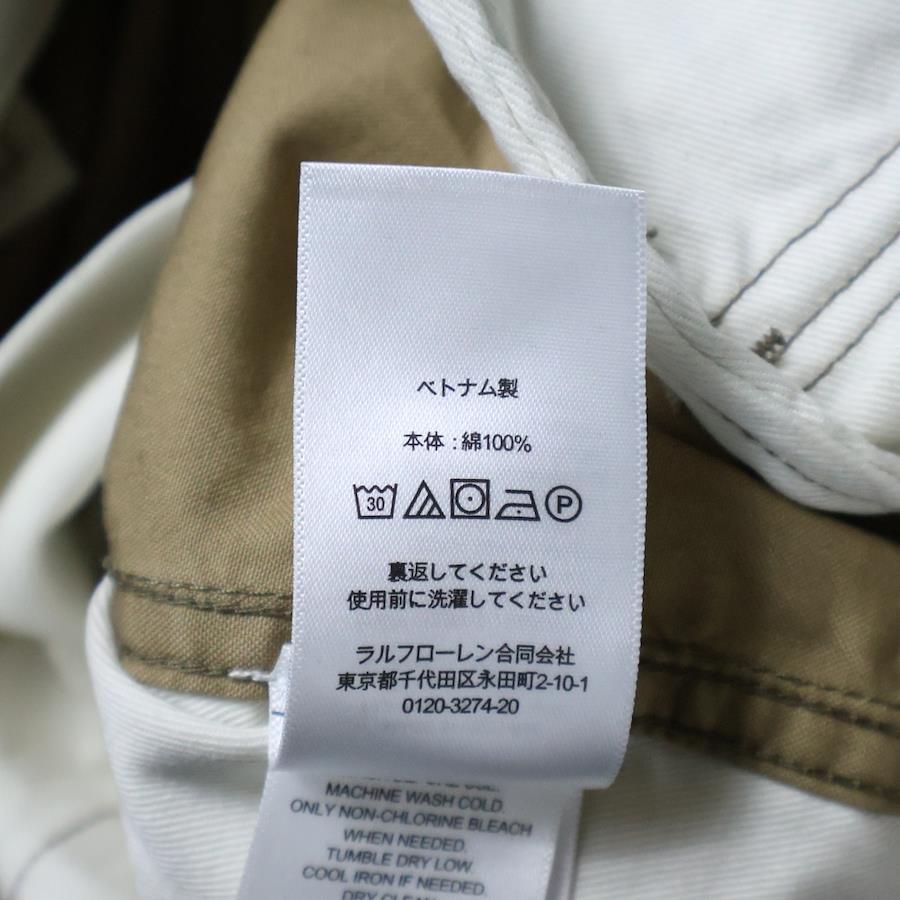 ベトナム製
本体 : 綿100%
30 P
裏返してください
使用前に洗濯してください
ラルフローレン合同会社
東京都千代田区永田町2-10-1
0120-3274-20
MACHINE WASH COLD.
ONLY NON-CHLORINE BLEACH
WHEN NEEDED.
TUMBLE DRY LOW.
COOL IRON IF NEEDED.
DRY CLEAN